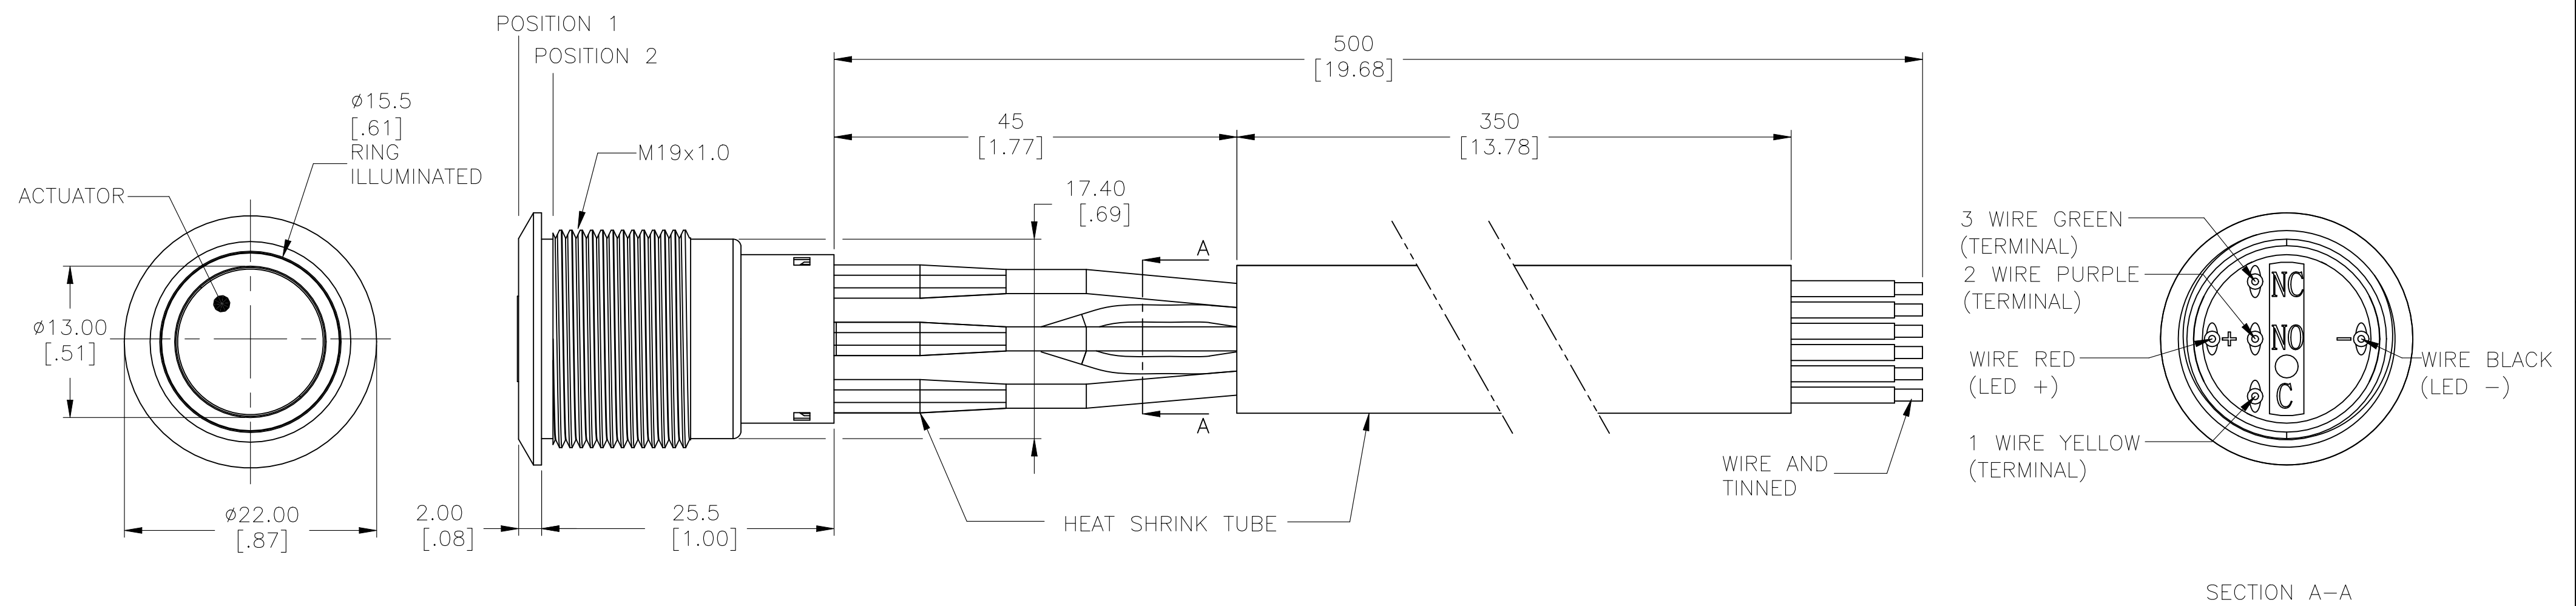 POSITION 1
POSITION 2
ø15.5
[.61]
RING
ILLUMINATED
ACTUATOR
ø13.00
[.51]
ø22.00
[.87]
M19x1.0
500
[19.68]
45
[1.77]
350
[13.78]
17.40
[.69]
A
A
2.00
[.08]
25.5
[1.00]
HEAT SHRINK TUBE
WIRE AND
TINNED
3 WIRE GREEN
(TERMINAL)
2 WIRE PURPLE
(TERMINAL)
WIRE RED
(LED +)
1 WIRE YELLOW
(TERMINAL)
NC
+ NO −
C
WIRE BLACK
(LED −)
SECTION A−A